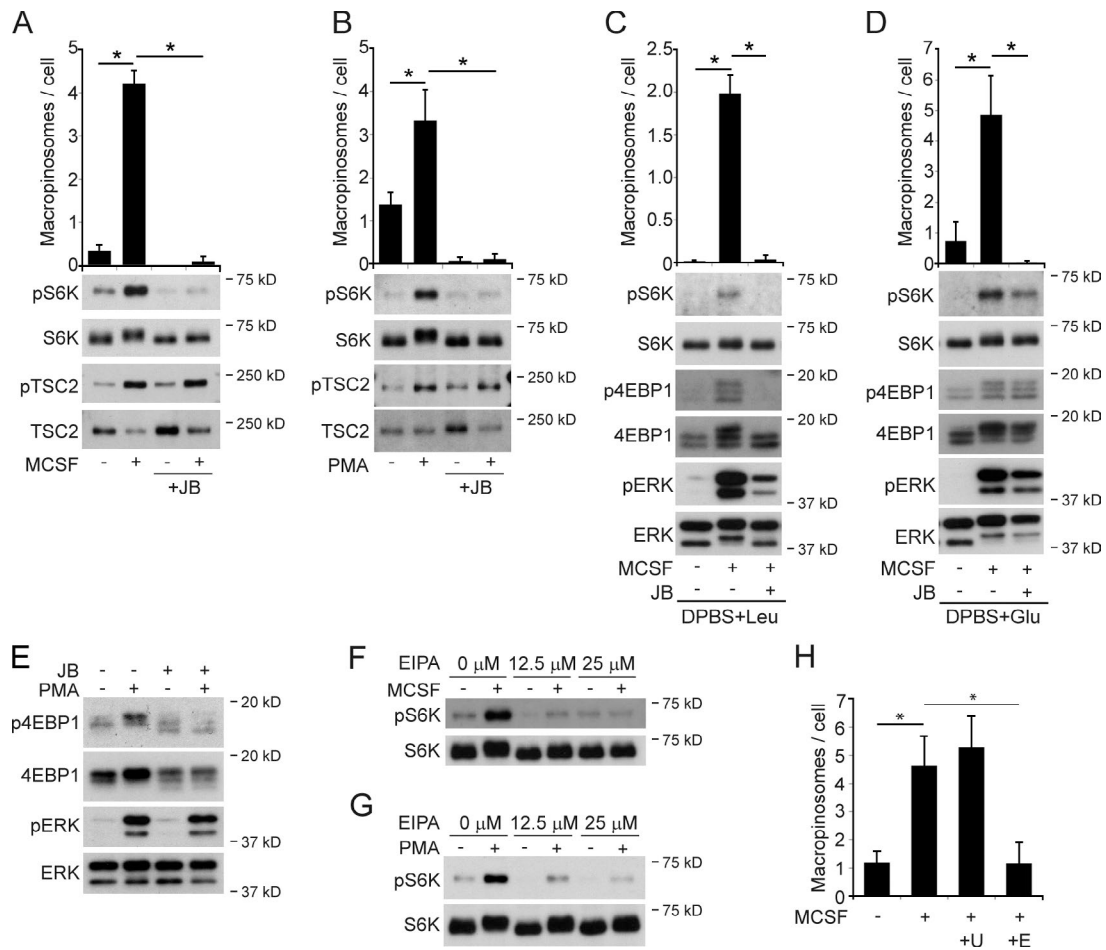 A
Macropinosomes / cell
5
4
3
2
1
0
*
*
- 75 kD
pS6K
- 75 kD
S6K
pTSC2 - 250 kD
TSC2 - 250 kD
MCSF - + - +
+JB
B
Macropinosomes / cell
5
4
3
2
1
0
*
*
- 75 kD
pS6K
- 75 kD
S6K
pTSC2 - 250 kD
TSC2 - 250 kD
PMA - + - +
+JB
C
Macropinosomes / cell
2.5
2.0
1.5
1.0
0.5
0.0
*
*
- 75 kD
pS6K
- 75 kD
S6K
- 20 kD
p4EBP1
- 20 kD
4EBP1
pERK
- 37 kD
ERK
- 37 kD
MCSF - + +
JB - - +
DPBS+Leu
D
Macropinosomes / cell
7
6
5
4
3
2
1
0
*
*
- 75 kD
pS6K
- 75 kD
S6K
- 20 kD
p4EBP1
- 20 kD
4EBP1
pERK
- 37 kD
ERK
- 37 kD
MCSF - + +
JB - - +
DPBS+Glu
E
JB - - + +
PMA - + - +
- 20 kD
p4EBP1
- 20 kD
4EBP1
pERK
- 37 kD
ERK
- 37 kD
F
EIPA 0 μM 12.5 μM 25 μM
MCSF - + - + - +
- 75 kD
pS6K
- 75 kD
S6K
G
EIPA 0 μM 12.5 μM 25 μM
PMA - + - + - +
- 75 kD
pS6K
- 75 kD
S6K
H
Macropinosomes / cell
7
6
5
4
3
2
1
0
*
*
MCSF - + + +
+U +E